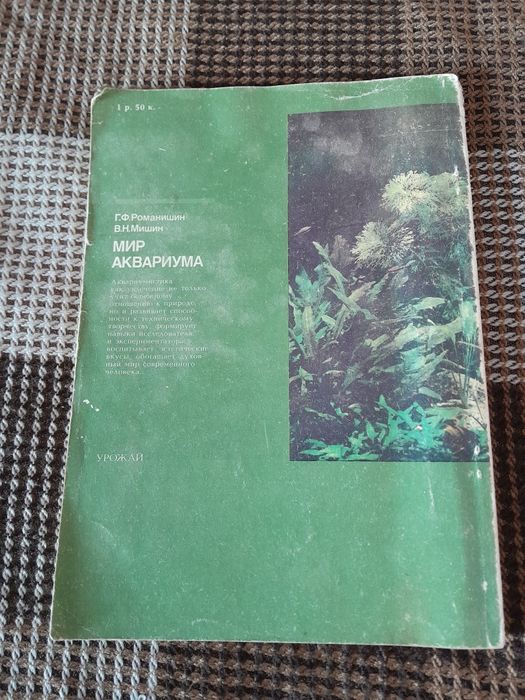 1 р. 50 к.
Г.Ф.Романишин
В.Н.Мишин
МИР
АКВАРИУМА
Аквариумистика
как увлечение не только
учит бережному
отношению к природе,
но и развивает способ-
ности к техническому
творчеству, формирует
навыки исследователя
и экспериментатора,
воспитывает эстетические
вкусы, обогащает духов-
ный мир современного
человека.
УРОЖАЙ